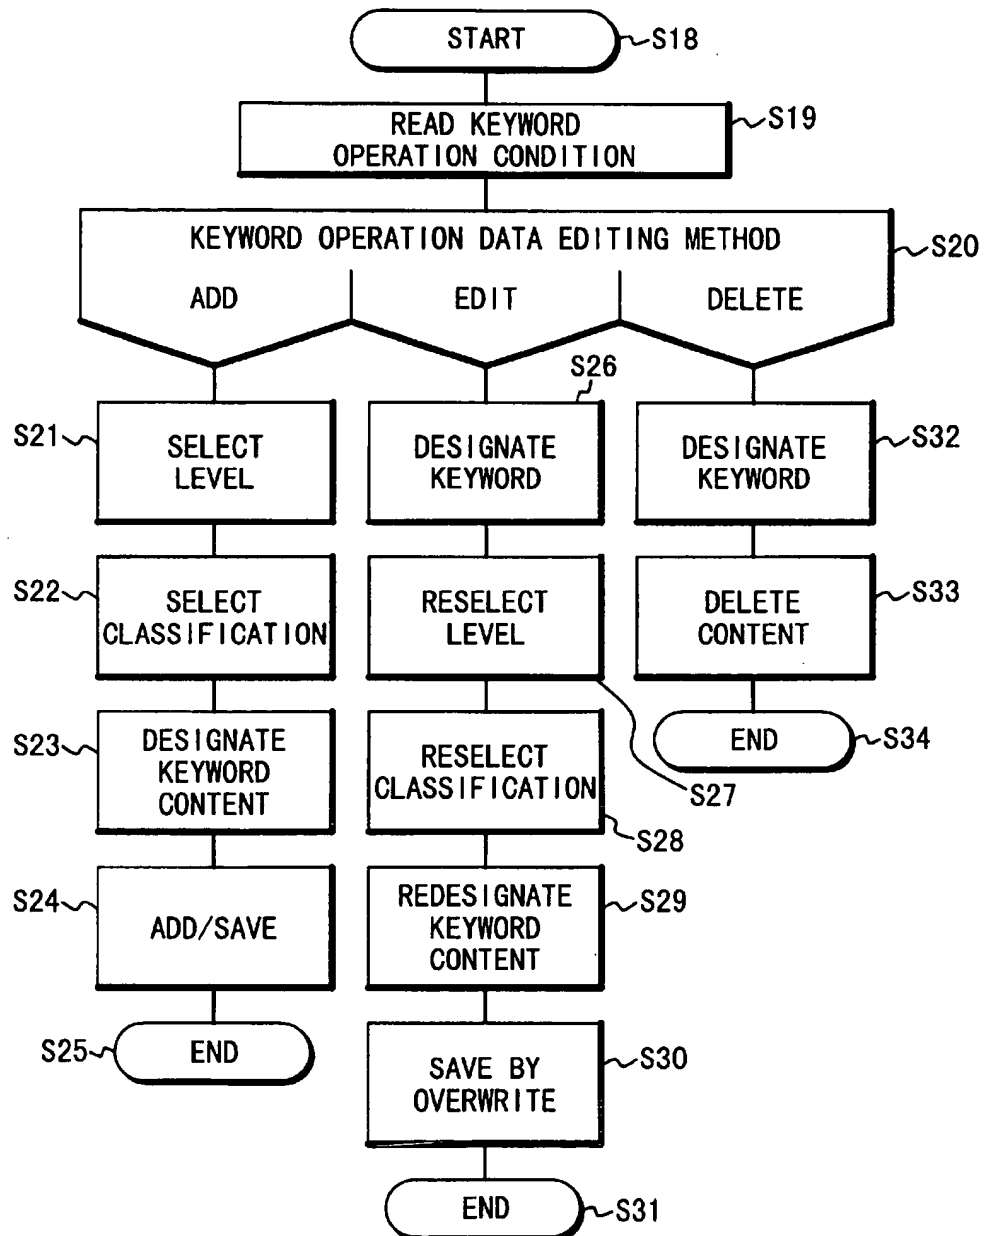 START
S18
READ KEYWORD
OPERATION CONDITION
S19
KEYWORD OPERATION DATA EDITING METHOD
S20
ADD
EDIT
DELETE
S21
SELECT
LEVEL
S22
SELECT
CLASSIFICATION
S23
DESIGNATE
KEYWORD
CONTENT
S24
ADD/SAVE
S25
END
S26
DESIGNATE
KEYWORD
RESELECT
LEVEL
S27
RESELECT
CLASSIFICATION
S28
REDESIGNATE
KEYWORD
CONTENT
S29
SAVE BY
OVERWRITE
S30
END
S31
DESIGNATE
KEYWORD
S32
DELETE
CONTENT
S33
END
S34